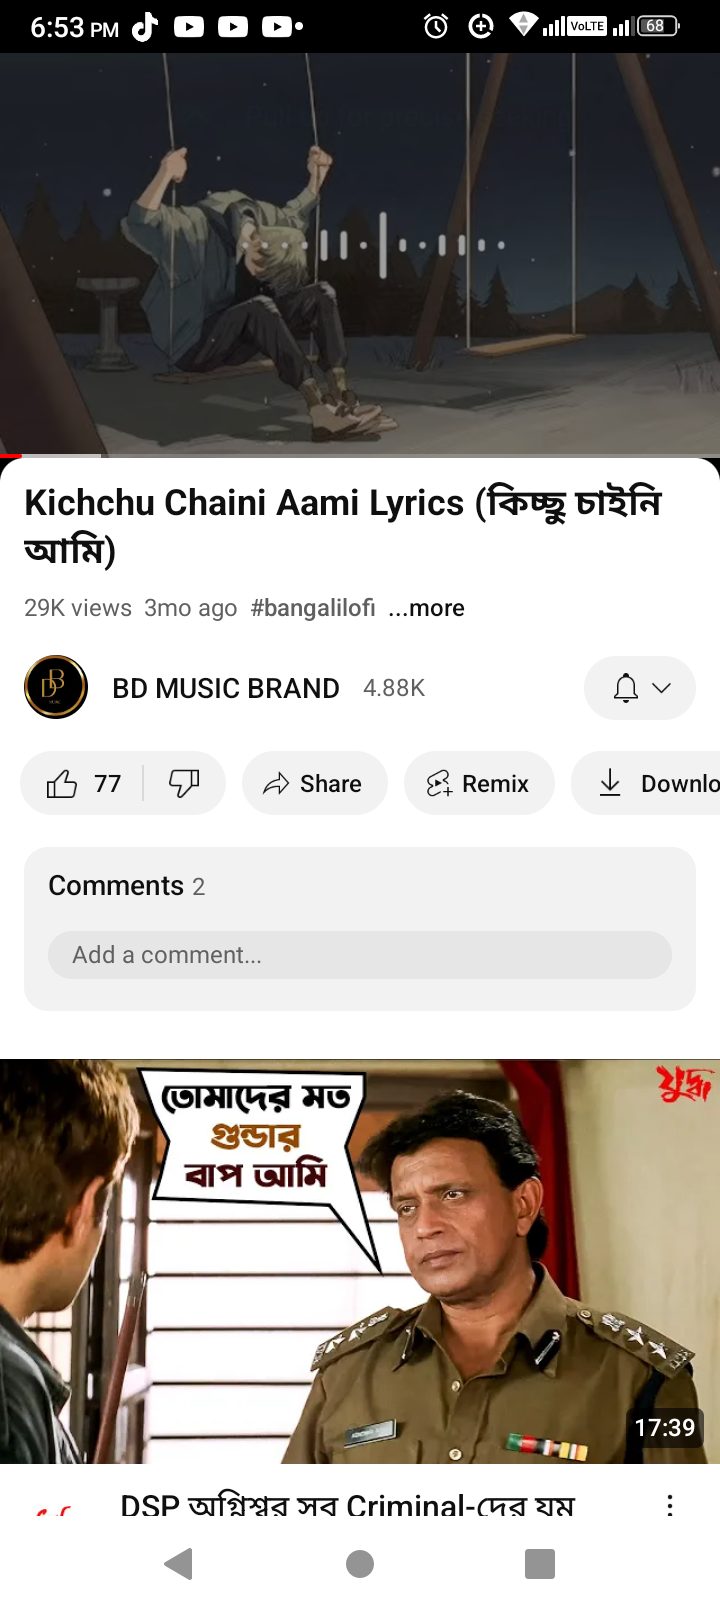 6:53 PM
VoLTE
68
Kichchu Chaini Aami Lyrics (কিচ্ছু চাইনি
আমি)
29K views 3mo ago #bangalilofi ...more
BD MUSIC BRAND 4.88K
77
Share
Remix
Downlo
Comments 2
Add a comment...
যুদ্ধ
তোমাদের মত
গুন্ডার
বাপ আমি
17:39
DSP অগ্নিশ্বর সব Criminal-দের যম